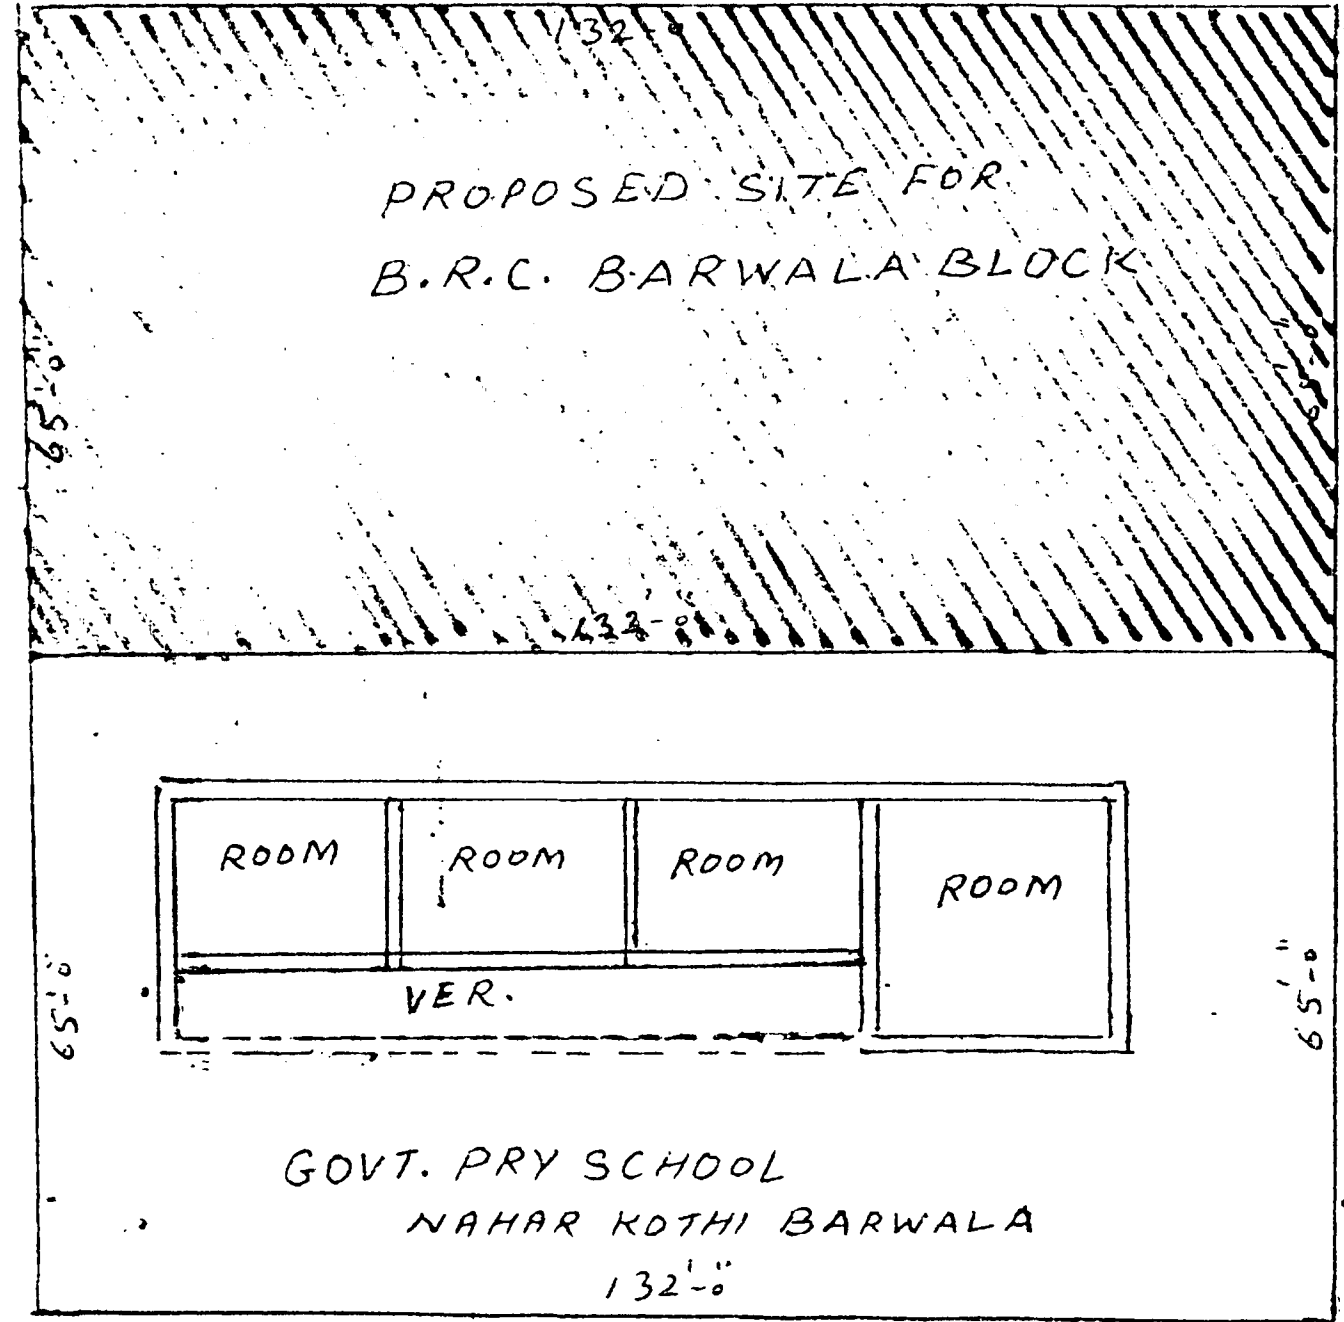 132'-0"
PROPOSED SITE FOR
B.R.C. BARWALA BLOCK
65'-0"
65'-0"
132'-0"
ROOM
ROOM
ROOM
ROOM
VER.
65'-0"
65'-0"
GOVT. PRY SCHOOL
NAHAR KOTHI BARWALA
132'-0"